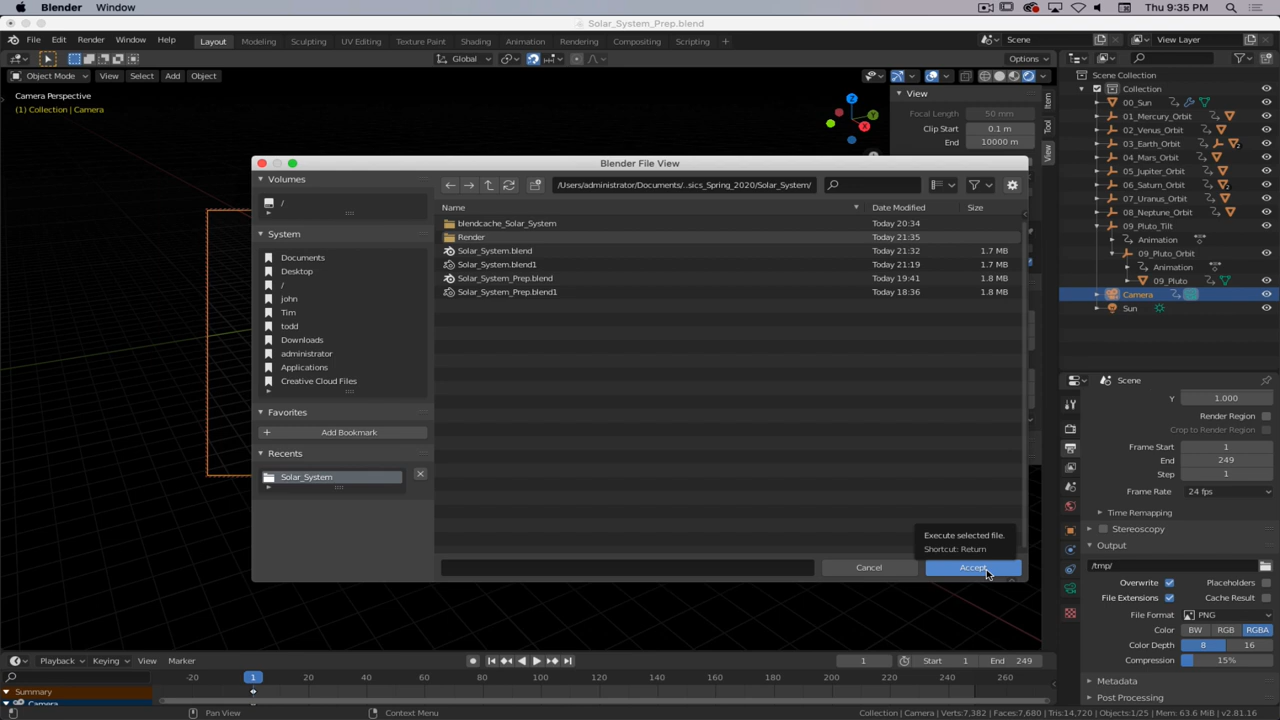 Blender Window Thu 9:35 PM
Solar_System_Prep.blend
File Edit Render Window Help Layout Modeling Sculpting UV Editing Texture Paint Shading Animation Rendering Compositing Scripting + Scene View Layer
Global Options
Object Mode View Select Add Object
Camera Perspective
(1) Collection | Camera
Z
Y
X
View
Focal Length 50 mm
Clip Start 0.1 m
End 10000 m
Item
Tool
View
Scene Collection
Collection
00_Sun
01_Mercury_Orbit
02_Venus_Orbit
03_Earth_Orbit
04_Mars_Orbit
05_Jupiter_Orbit
06_Saturn_Orbit
07_Uranus_Orbit
08_Neptune_Orbit
09_Pluto_Tilt
Animation
09_Pluto_Orbit
Animation
09_Pluto
Camera
Sun
Blender File View
Volumes
/
System
Documents
Desktop
/
john
Tim
todd
Downloads
administrator
Applications
Creative Cloud Files
Favorites
Add Bookmark
Recents
Solar_System
/Users/administrator/Documents/..sics_Spring_2020/Solar_System/
Name Date Modified Size
blendcache_Solar_System Today 20:34
Render Today 21:35
Solar_System.blend Today 21:32 1.7 MB
Solar_System.blend1 Today 21:19 1.7 MB
Solar_System_Prep.blend Today 19:41 1.8 MB
Solar_System_Prep.blend1 Today 18:36 1.8 MB
Execute selected file.
Shortcut: Return
Cancel Accept
Scene
Y 1.000
Render Region
Crop to Render Region
Frame Start 1
End 249
Step 1
Frame Rate 24 fps
Time Remapping
Stereoscopy
Output
/tmp/
Overwrite Placeholders
File Extensions Cache Result
File Format PNG
Color BW RGB RGBA
Color Depth 8 16
Compression 15%
Metadata
Post Processing
Playback Keying View Marker 1 Start 1 End 249
-20 1 20 40 60 80 100 120 140 160 180 200 220 240 260 280
Summary
Camera
Pan View Context Menu Collection | Camera | Verts:7,382 | Faces:7,680 | Tris:14,720 | Objects:1/25 | Mem: 63.6 MiB | v2.81.16